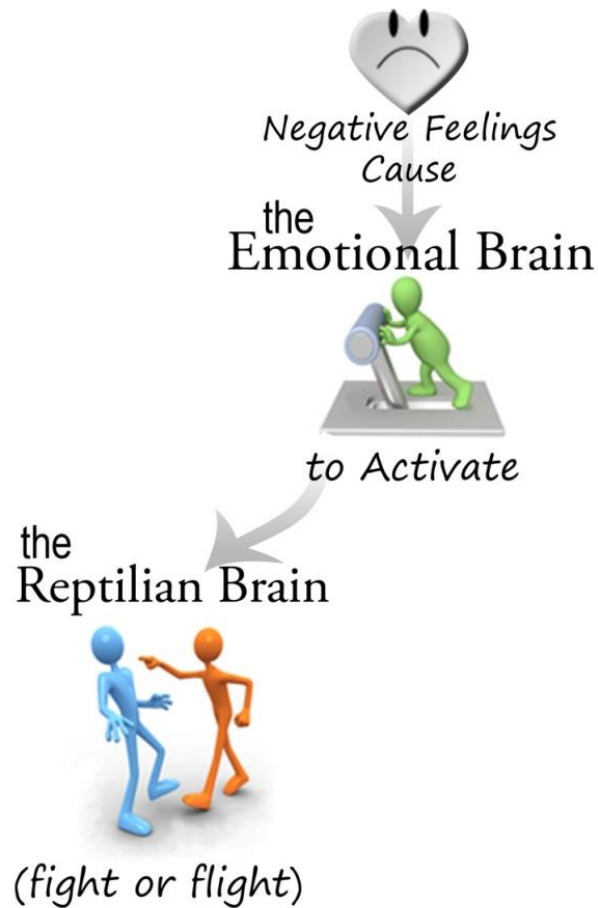 Negative Feelings
Cause
the
Emotional Brain
to Activate
the
Reptilian Brain
(fight or flight)